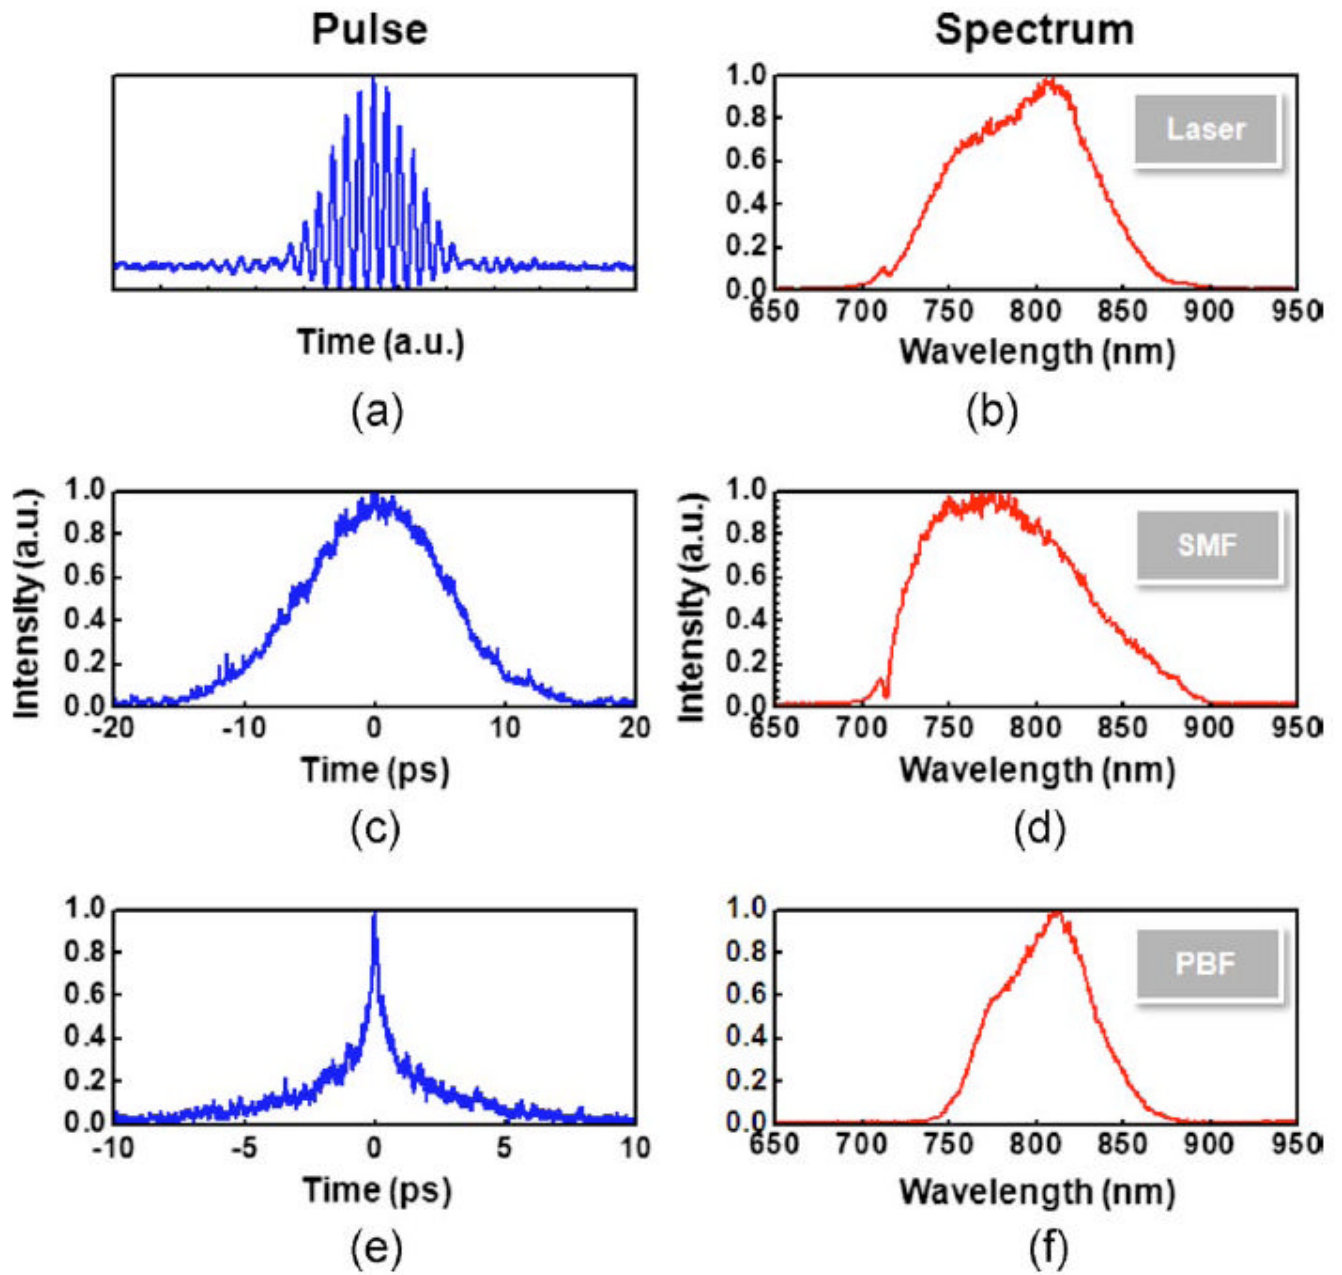 Pulse
Spectrum
1.0
0.8
0.6
0.4
0.2
0.0
Laser
650 700 750 800 850 900 950
Time (a.u.)
Wavelength (nm)
(a)
(b)
Intensity (a.u.)
1.0
0.8
0.6
0.4
0.2
0.0
-20 -10 0 10 20
Time (ps)
(c)
Intensity (a.u.)
1.0
0.8
0.6
0.4
0.2
0.0
SMF
650 700 750 800 850 900 950
Wavelength (nm)
(d)
1.0
0.8
0.6
0.4
0.2
0.0
-10 -5 0 5 10
Time (ps)
(e)
1.0
0.8
0.6
0.4
0.2
0.0
PBF
650 700 750 800 850 900 950
Wavelength (nm)
(f)